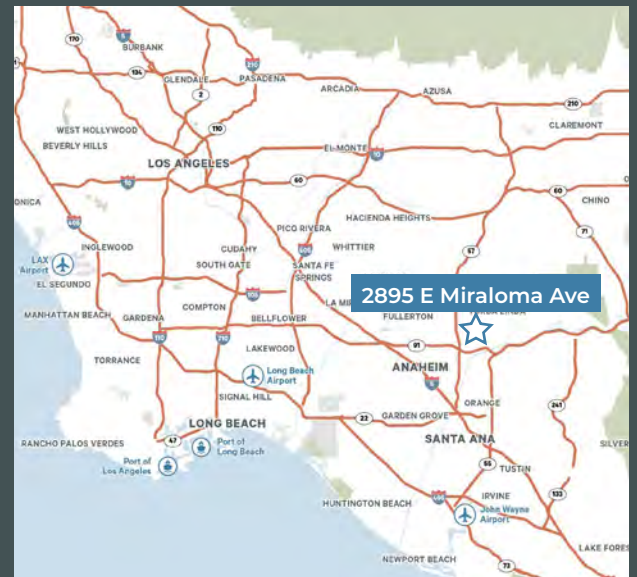 5
170
BURBANK
210
134
GLENDALE
PASADENA
2
ARCADIA
AZUSA
210
WEST HOLLYWOOD
110
CLAREMONT
BEVERLY HILLS
EL MONTE
10
LOS ANGELES
10
60
60
CHINO
ONICA
405
HACIENDA HEIGHTS
71
PICO RIVERA
INGLEWOOD
CUDAHY
605
WHITTIER
57
LAX
Airport
SOUTH GATE
SANTA FE
SPRINGS
EL SEGUNDO
105
2895 E Miraloma Ave
COMPTON
LA MI
MANHATTAN BEACH
GARDENA
BELLFLOWER
FULLERTON
110
710
91
LAKEWOOD
TORRANCE
ANAHEIM
Long Beach
Airport
5
SIGNAL HILL
ORANGE
241
22
GARDEN GROVE
LONG BEACH
SANTA ANA
RANCHO PALOS VERDES
47
Port of
Long Beach
SILVER
Port of
Los Angeles
55
TUSTIN
133
HUNTINGTON BEACH
405
IRVINE
John Wayne
Airport
LAKE FORES
NEWPORT BEACH
73